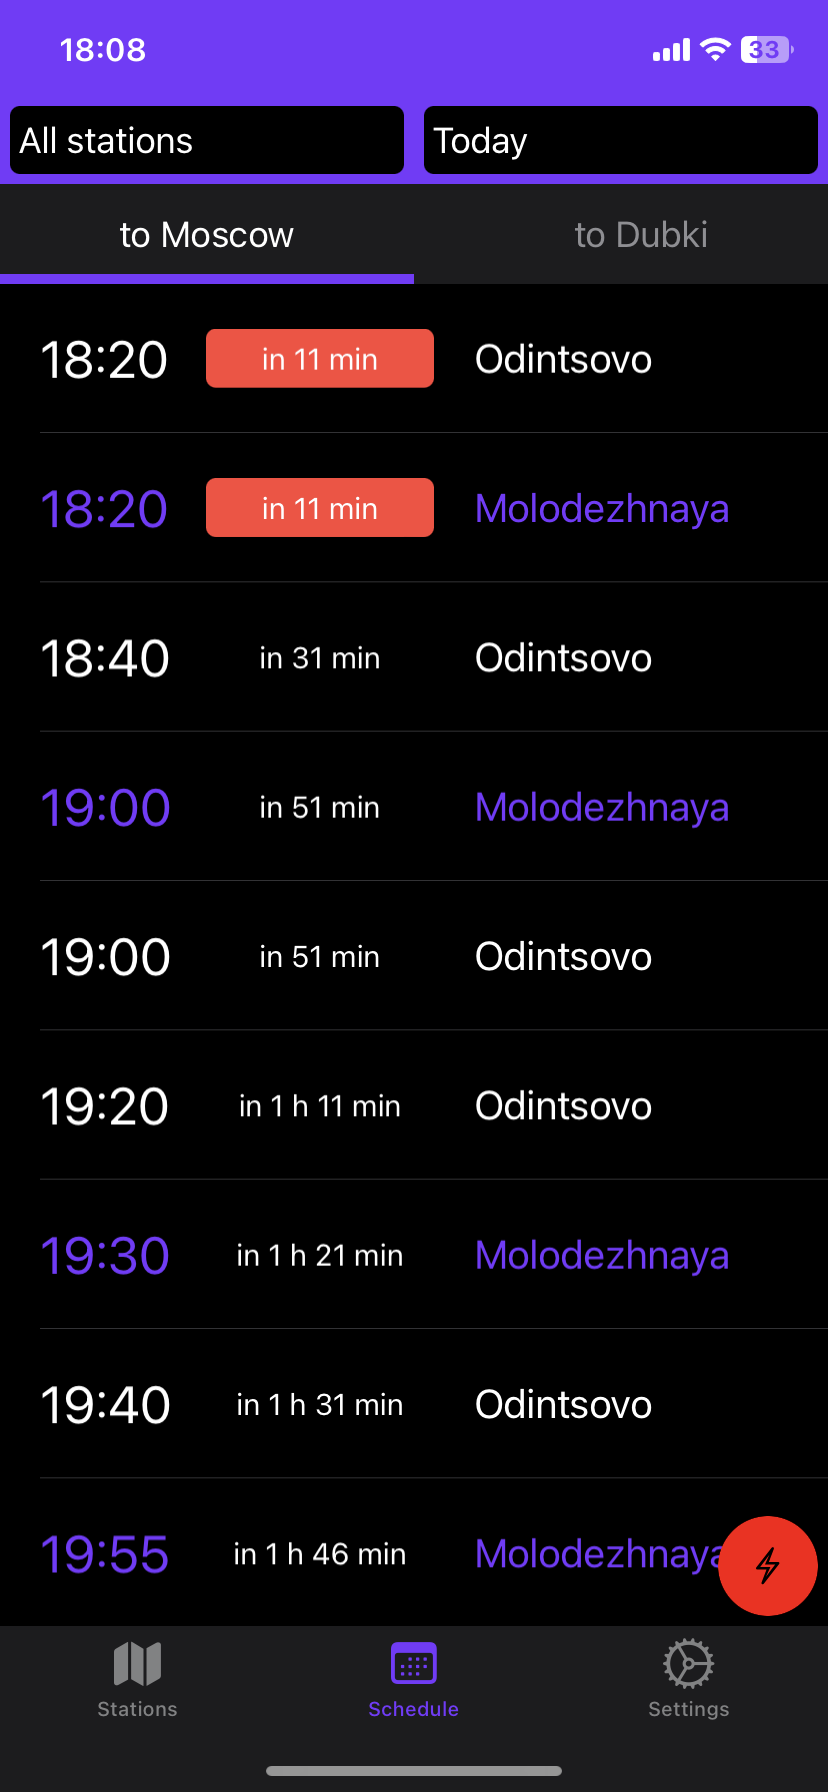 18:08 33
All stations Today
to Moscow to Dubki
18:20 in 11 min Odintsovo
18:20 in 11 min Molodezhnaya
18:40 in 31 min Odintsovo
19:00 in 51 min Molodezhnaya
19:00 in 51 min Odintsovo
19:20 in 1 h 11 min Odintsovo
19:30 in 1 h 21 min Molodezhnaya
19:40 in 1 h 31 min Odintsovo
19:55 in 1 h 46 min Molodezhnaya
Stations Schedule Settings